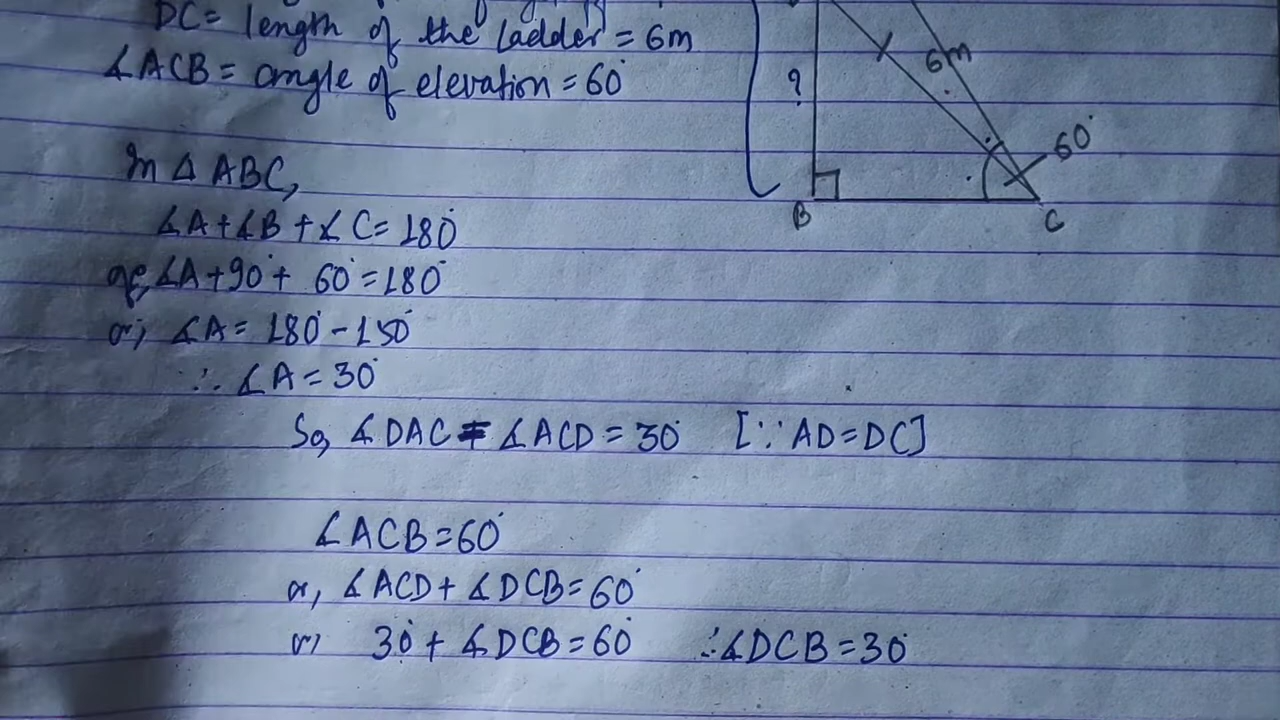 DC = length of the ladder = 6m
∡ACB = angle of elevation = 60°
6m
?
60°
B
C
In Δ ABC,
∡A + ∡B + ∡C = 180°
or, ∡A + 90° + 60° = 180°
or, ∡A = 180° - 150°
∴ ∡A = 30°
So, ∡DAC = ∡ACD = 30° [∵ AD = DC]
∡ACB = 60°
or, ∡ACD + ∡DCB = 60°
or, 30° + ∡DCB = 60° ∴ ∡DCB = 30°